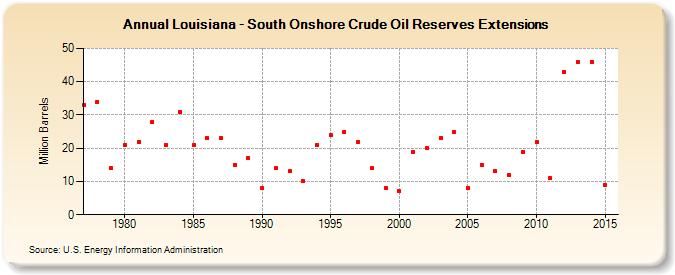 Annual Louisiana - South Onshore Crude Oil Reserves Extensions
Million Barrels
50
40
30
20
10
0
1980 1985 1990 1995 2000 2005 2010 2015
Source: U.S. Energy Information Administration